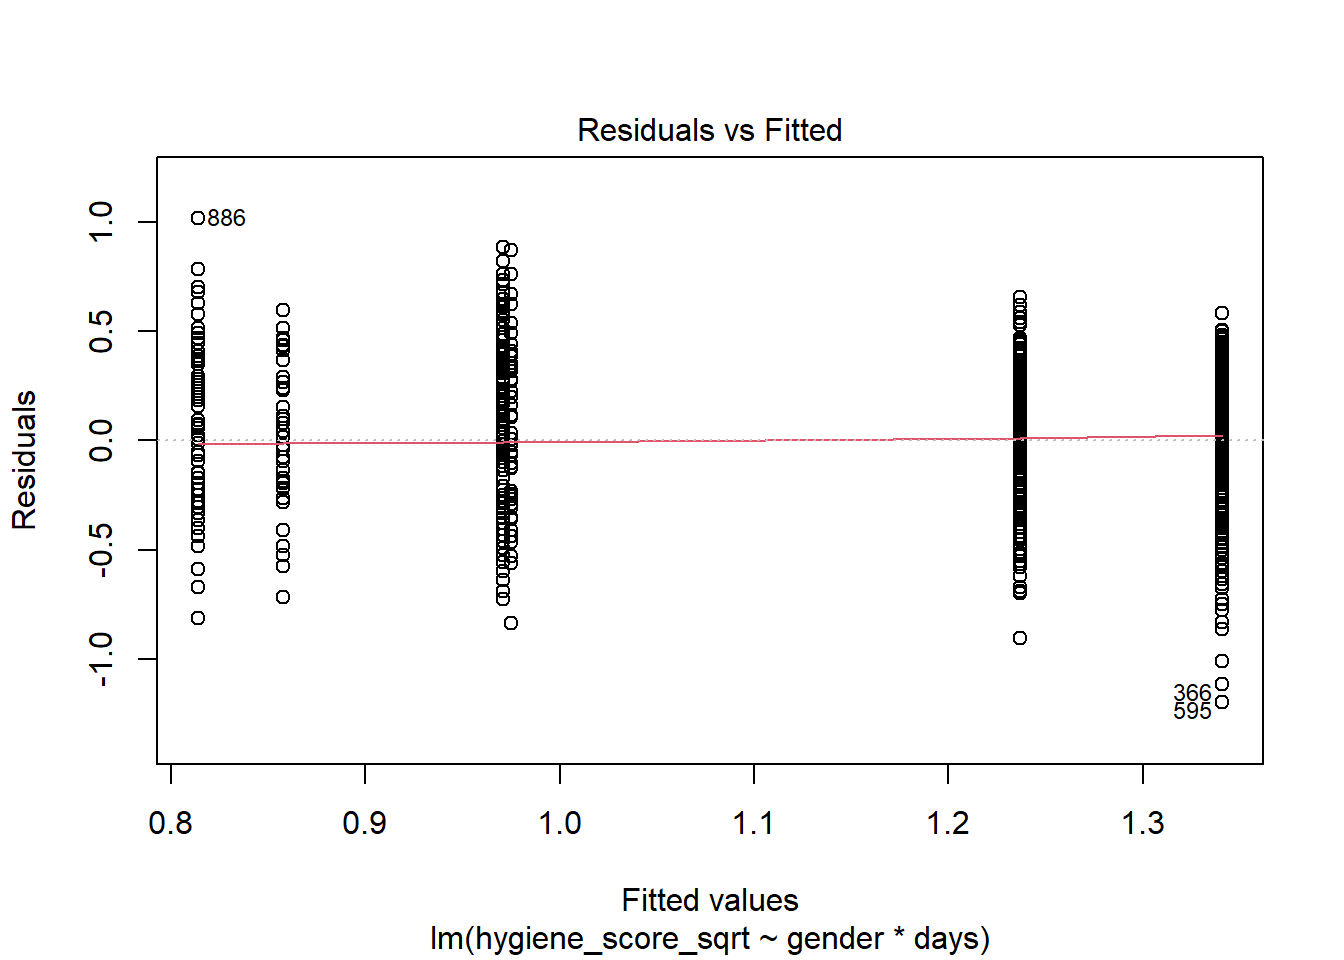 Residuals vs Fitted
Residuals
1.0
0.5
0.0
-0.5
-1.0
886
366
595
0.8 0.9 1.0 1.1 1.2 1.3
Fitted values
lm(hygiene_score_sqrt ~ gender * days)